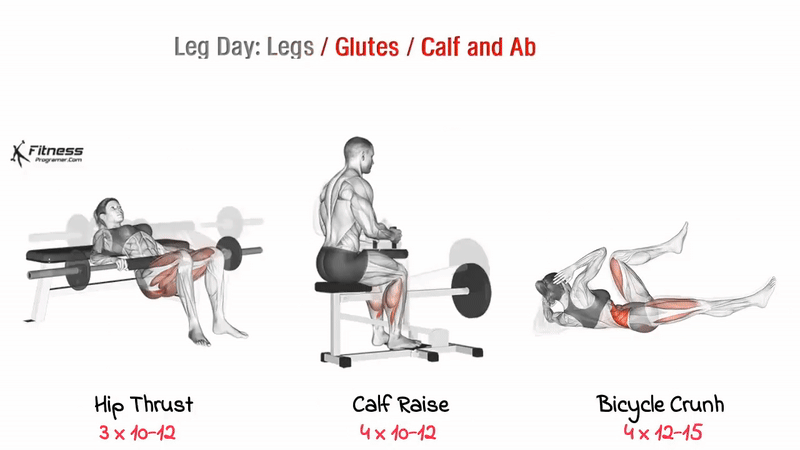 Leg Day: Legs / Glutes / Calf and Ab
Fitness
Programer.Com
Hip Thrust
3 x 10-12
Calf Raise
4 x 10-12
Bicycle Crunh
4 x 12-15